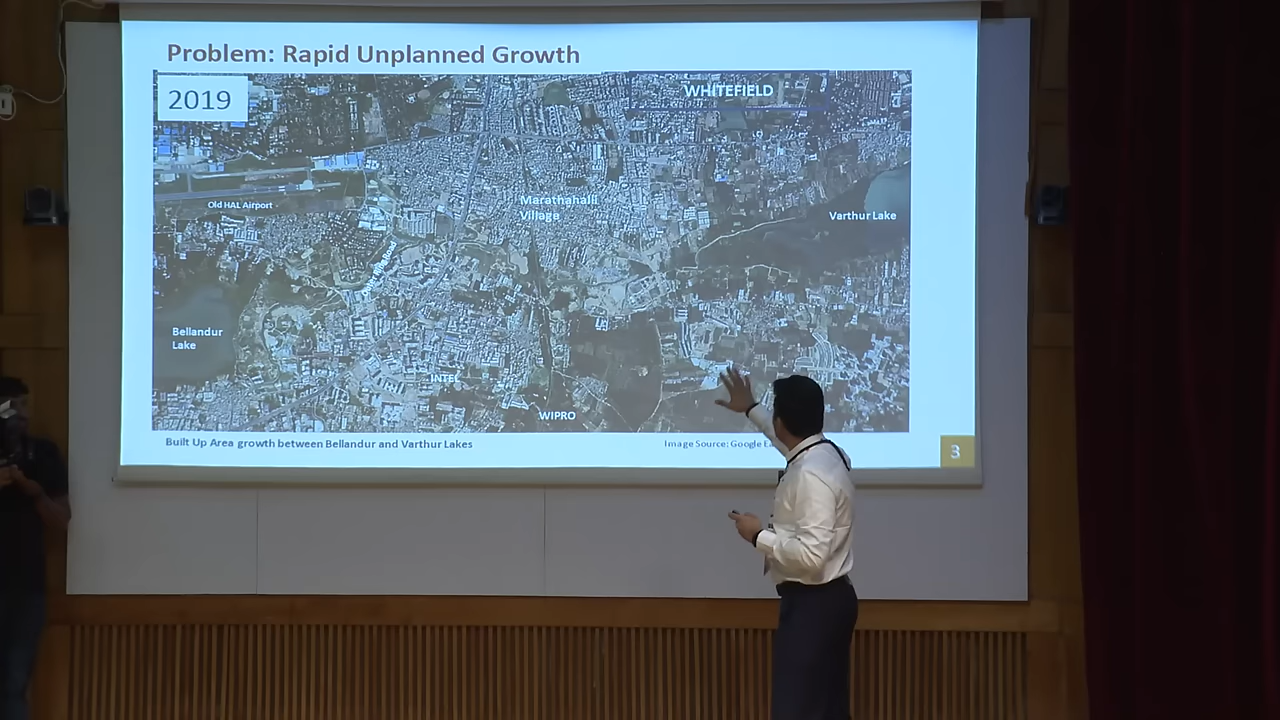 Problem: Rapid Unplanned Growth
2019
WHITEFIELD
Old HAL Airport
Marathahalli
Village
Varthur Lake
Bellandur
Lake
INTEL
WIPRO
Built Up Area growth between Bellandur and Varthur Lakes
Image Source: Google
3